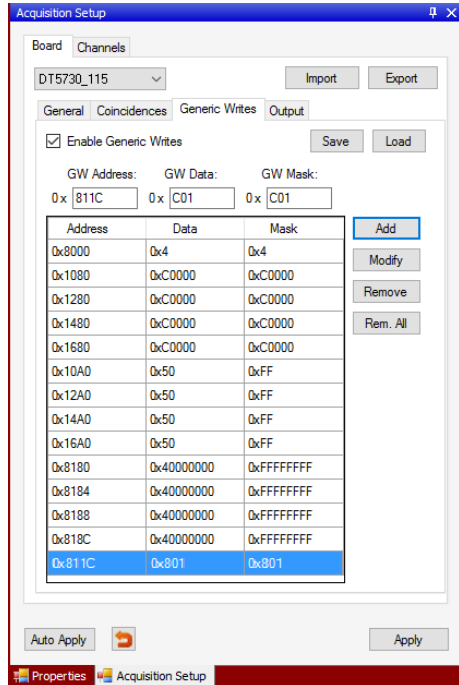 Acquisition Setup
Board Channels
DT5730_115 Import Export
General Coincidences Generic Writes Output
Enable Generic Writes Save Load
GW Address: GW Data: GW Mask:
0 x 811C 0 x C01 0 x C01
Address Data Mask Add
0x8000 0x4 0x4
Modify
0x1080 0xC0000 0xC0000
0x1280 0xC0000 0xC0000 Remove
0x1480 0xC0000 0xC0000 Rem. All
0x1680 0xC0000 0xC0000
0x10A0 0x50 0xFF
0x12A0 0x50 0xFF
0x14A0 0x50 0xFF
0x16A0 0x50 0xFF
0x8180 0x40000000 0xFFFFFFFF
0x8184 0x40000000 0xFFFFFFFF
0x8188 0x40000000 0xFFFFFFFF
0x818C 0x40000000 0xFFFFFFFF
0x811C 0x801 0x801
Auto Apply Apply
Properties Acquisition Setup